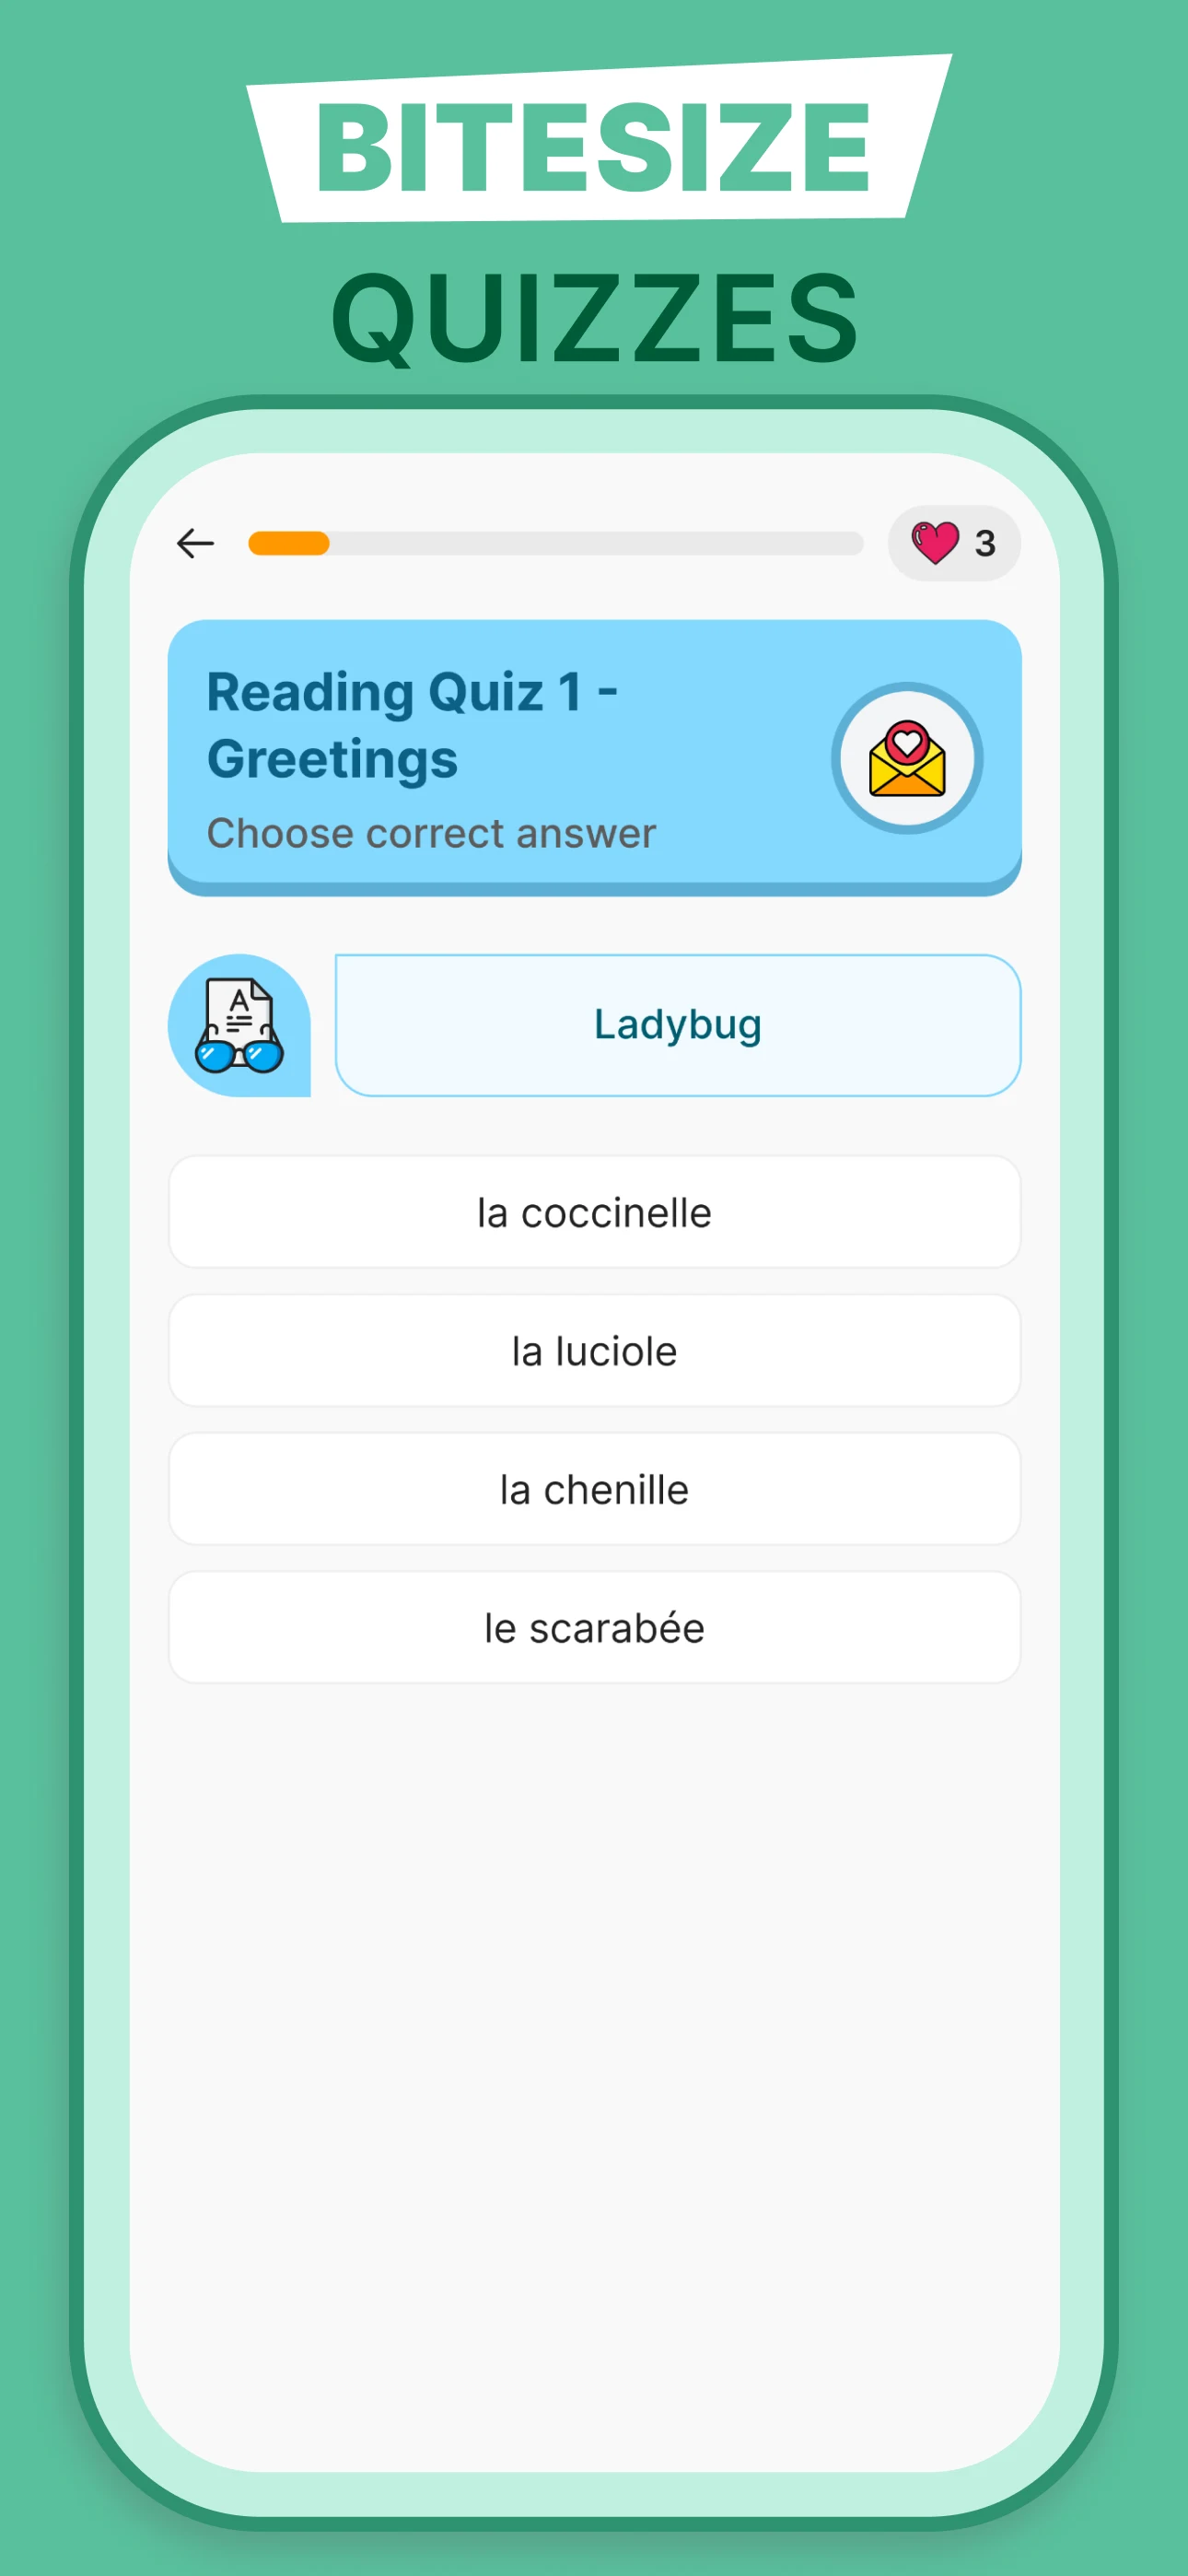 BITESIZE
QUIZZES
3
Reading Quiz 1 -
Greetings
Choose correct answer
A
Ladybug
la coccinelle
la luciole
la chenille
le scarabée